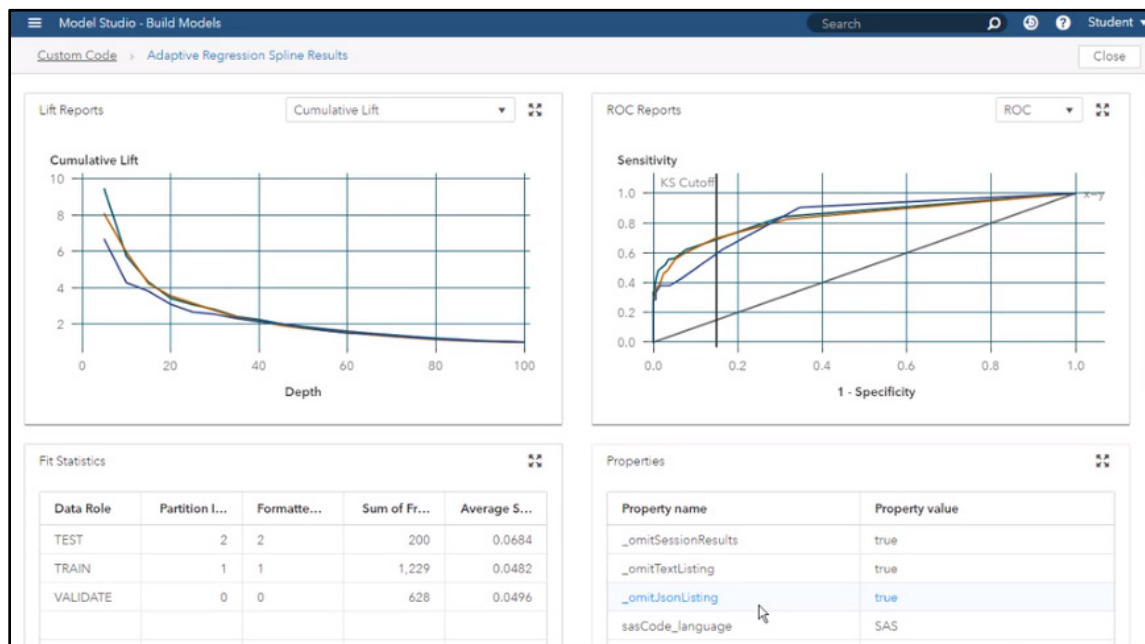 Model Studio - Build Models
Search
Student
Custom Code › Adaptive Regression Spline Results
Close
Lift Reports
Cumulative Lift
Cumulative Lift
10
8
6
4
2
0 20 40 60 80 100
Depth
ROC Reports
ROC
Sensitivity
KS Cutoff
1.0
x=y
0.8
0.6
0.4
0.2
0.0
0.0 0.2 0.4 0.6 0.8 1.0
1 - Specificity
Fit Statistics
Data Role Partition I... Formatte... Sum of Fr... Average S...
TEST 2 2 200 0.0684
TRAIN 1 1 1,229 0.0482
VALIDATE 0 0 628 0.0496
Properties
Property name Property value
_omitSessionResults true
_omitTextListing true
_omitJsonListing true
sasCode_language SAS